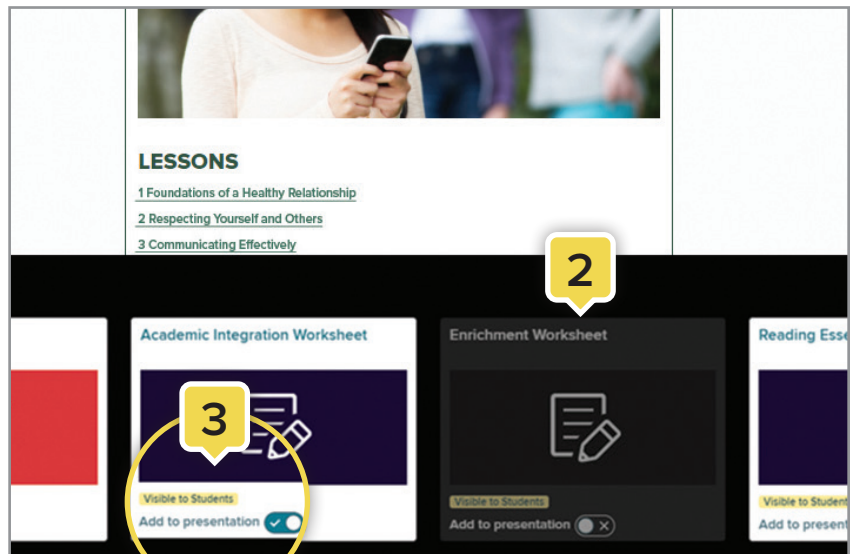 LESSONS
1 Foundations of a Healthy Relationship
2 Respecting Yourself and Others
3 Communicating Effectively
2
Academic Integration Worksheet
Enrichment Worksheet
Reading Esse
3
Visible to Students
Visible to Students
Visible to Student
Add to presentation
Add to presentation
Add to present